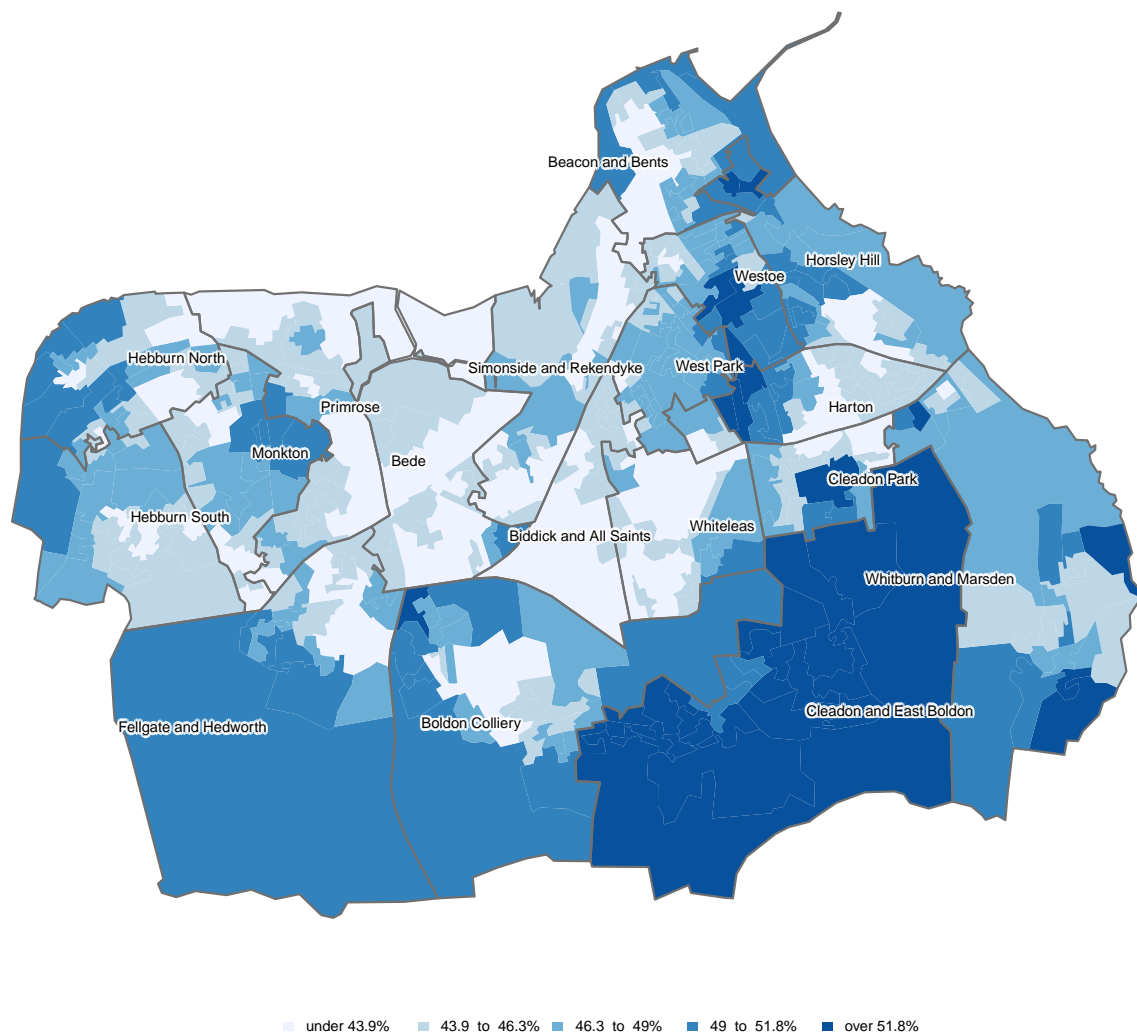 Beacon and Bents
Horsley Hill
Westoe
Hebburn North
Simonside and Rekendyke
West Park
Primrose
Harton
Monkton
Bede
Cleadon Park
Hebburn South
Whiteleas
Biddick and All Saints
Whitburn and Marsden
Cleadon and East Boldon
Boldon Colliery
Fellgate and Hedworth
under 43.9% 43.9 to 46.3% 46.3 to 49% 49 to 51.8% over 51.8%